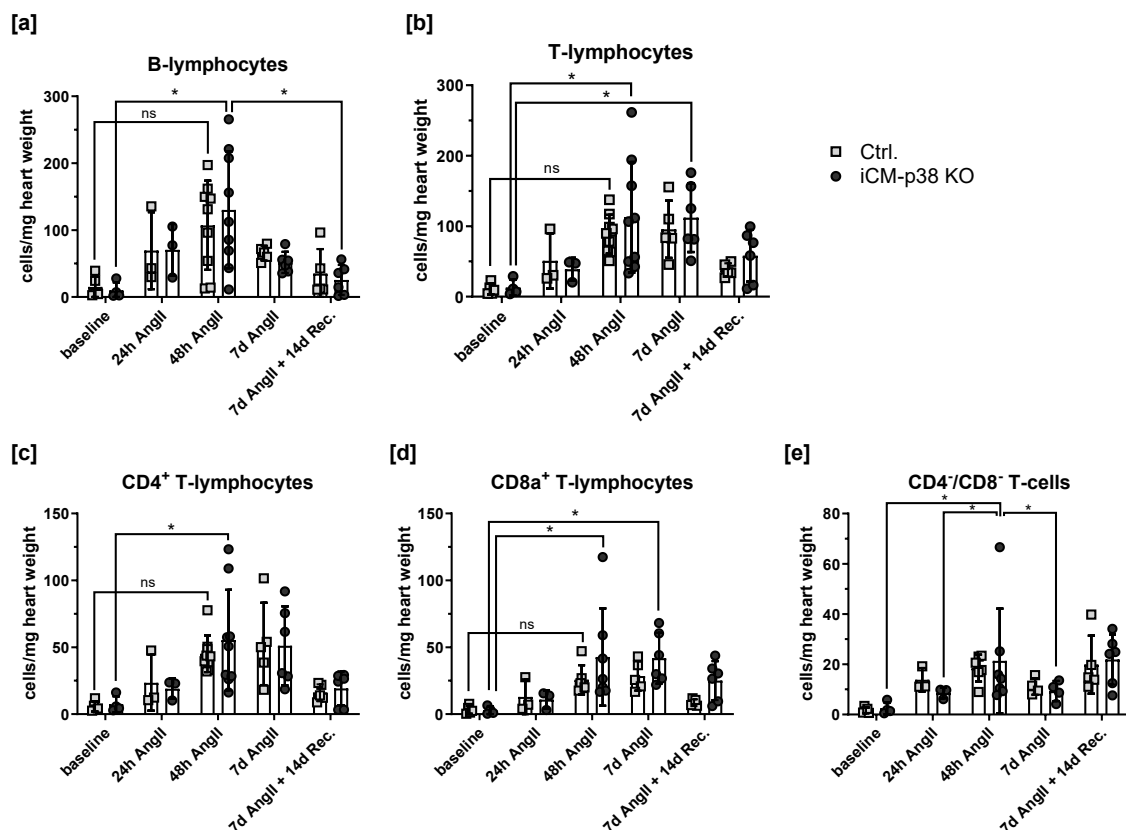 [a]
B-lymphocytes
cells/mg heart weight
300
200
100
0
ns
*
*
baseline
24h AngII
48h AngII
7d AngII
7d AngII + 14d Rec.
[b]
T-lymphocytes
cells/mg heart weight
300
200
100
0
*
*
ns
baseline
24h AngII
48h AngII
7d AngII
7d AngII + 14d Rec.
Ctrl.
iCM-p38 KO
[c]
CD4⁺ T-lymphocytes
cells/mg heart weight
150
100
50
0
*
ns
baseline
24h AngII
48h AngII
7d AngII
7d AngII + 14d Rec.
[d]
CD8a⁺ T-lymphocytes
cells/mg heart weight
150
100
50
0
*
*
ns
baseline
24h AngII
48h AngII
7d AngII
7d AngII + 14d Rec.
[e]
CD4⁻/CD8⁻ T-cells
cells/mg heart weight
80
60
40
20
0
*
*
*
baseline
24h AngII
48h AngII
7d AngII
7d AngII + 14d Rec.